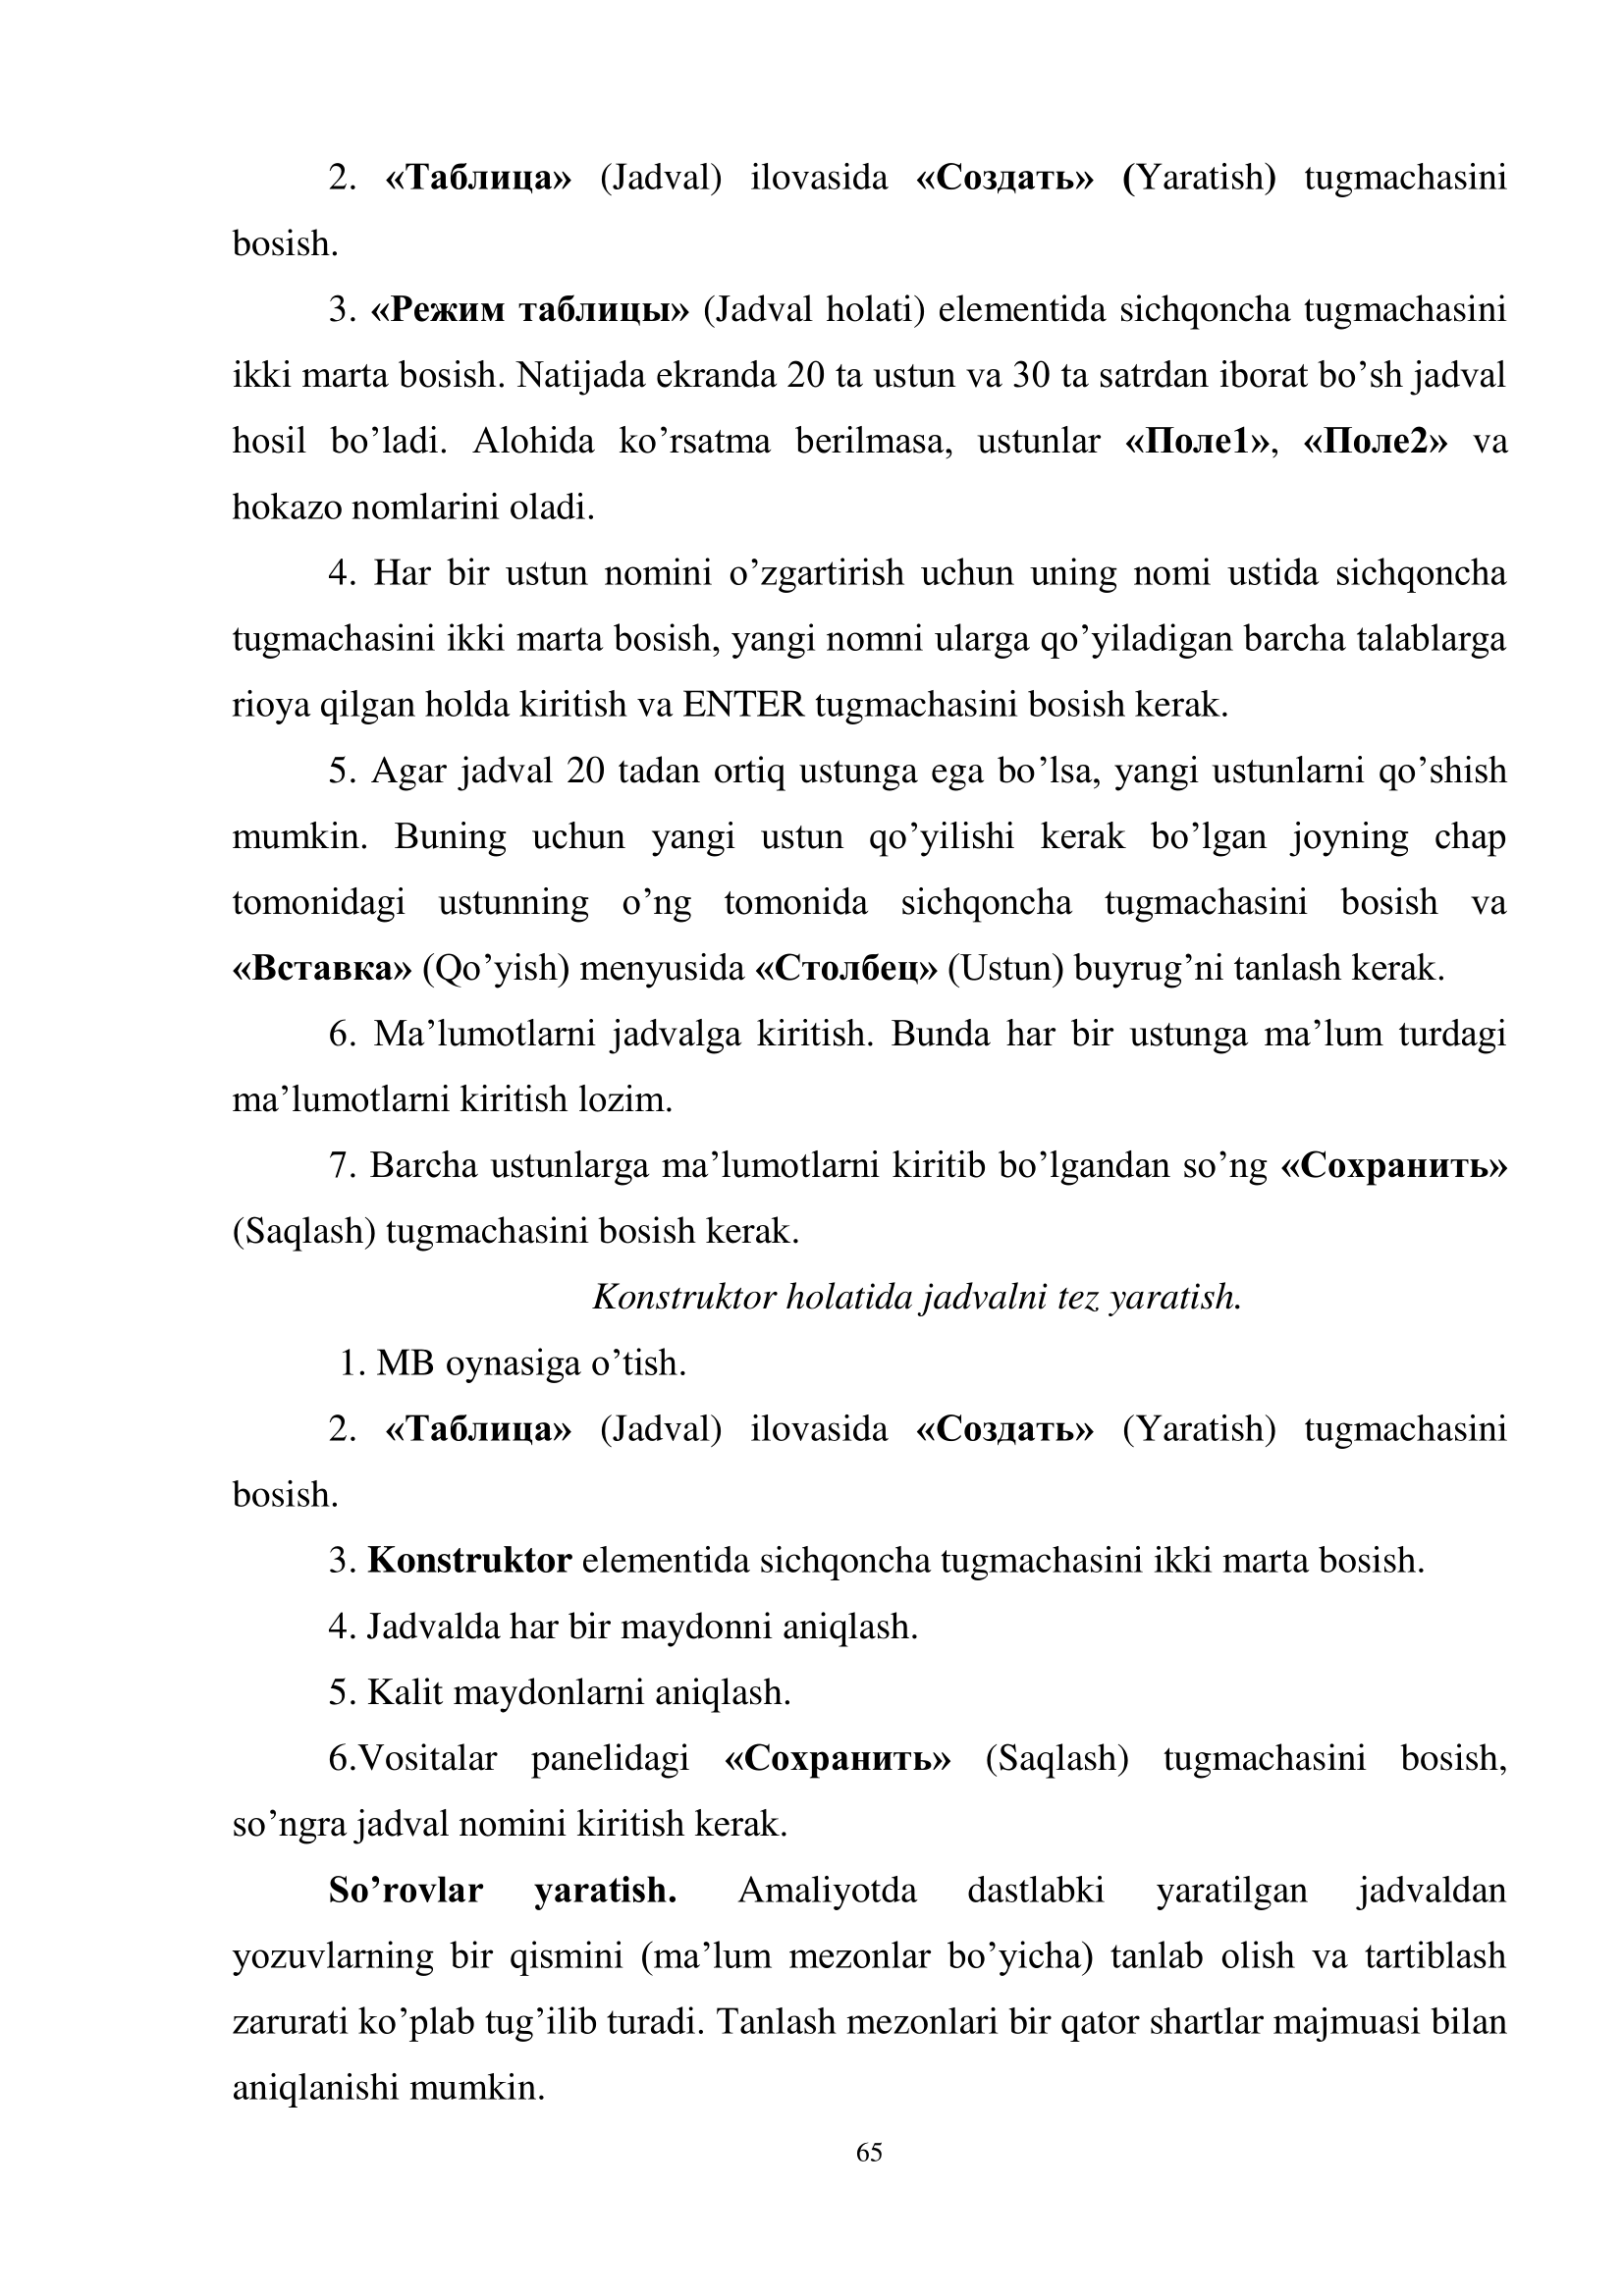 2. «Таблица» (Jadval) ilovasida «Создать» (Yaratish) tugmachasini
bosish.
3. «Режим таблицы» (Jadval holati) elementida sichqoncha tugmachasini
ikki marta bosish. Natijada ekranda 20 ta ustun va 30 ta satrdan iborat bo’sh jadval
hosil bo’ladi. Alohida ko’rsatma berilmasa, ustunlar «Поле1», «Поле2» va
hokazo nomlarini oladi.
4. Har bir ustun nomini o’zgartirish uchun uning nomi ustida sichqoncha
tugmachasini ikki marta bosish, yangi nomni ularga qo’yiladigan barcha talablarga
rioya qilgan holda kiritish va ENTER tugmachasini bosish kerak.
5. Agar jadval 20 tadan ortiq ustunga ega bo’lsa, yangi ustunlarni qo’shish
mumkin. Buning uchun yangi ustun qo’yilishi kerak bo’lgan joyning chap
tomonidagi ustunning o’ng tomonida sichqoncha tugmachasini bosish va
«Вставка» (Qo’yish) menyusida «Столбец» (Ustun) buyrug’ni tanlash kerak.
6. Ma’lumotlarni jadvalga kiritish. Bunda har bir ustunga ma’lum turdagi
ma’lumotlarni kiritish lozim.
7. Barcha ustunlarga ma’lumotlarni kiritib bo’lgandan so’ng «Сохранить»
(Saqlash) tugmachasini bosish kerak.
Konstruktor holatida jadvalni tez yaratish.
1. MB oynasiga o’tish.
2. «Таблица» (Jadval) ilovasida «Создать» (Yaratish) tugmachasini
bosish.
3. Konstruktor elementida sichqoncha tugmachasini ikki marta bosish.
4. Jadvalda har bir maydonni aniqlash.
5. Kalit maydonlarni aniqlash.
6.Vositalar panelidagi «Сохранить» (Saqlash) tugmachasini bosish,
so’ngra jadval nomini kiritish kerak.
So’rovlar yaratish. Amaliyotda dastlabki yaratilgan jadvaldan
yozuvlarning bir qismini (ma’lum mezonlar bo’yicha) tanlab olish va tartiblash
zarurati ko’plab tug’ilib turadi. Tanlash mezonlari bir qator shartlar majmuasi bilan
aniqlanishi mumkin.
65